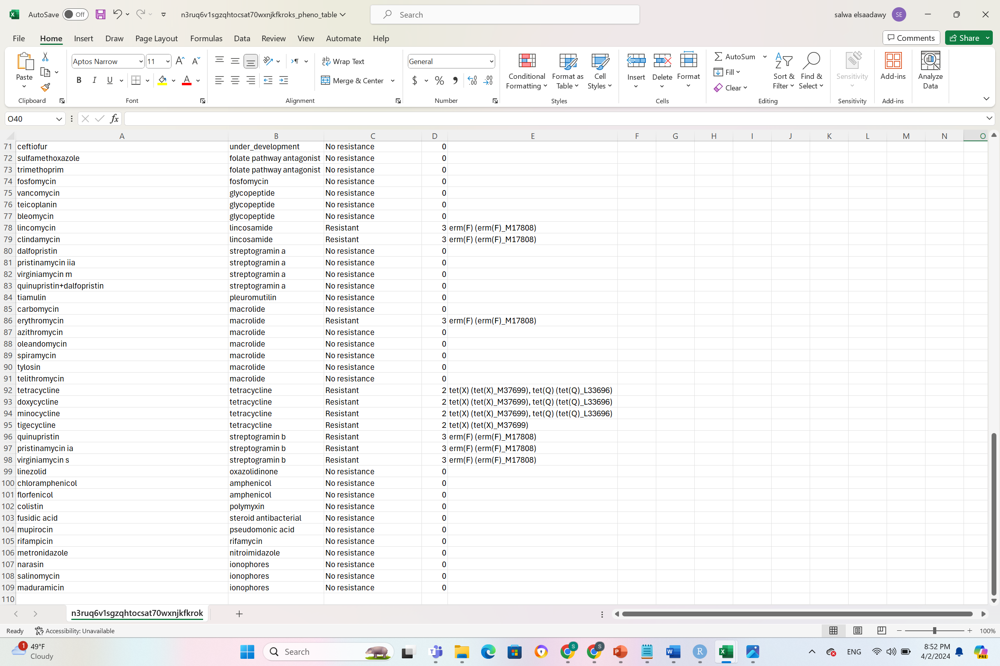 AutoSave Off n3ruq6v1sgzqhtocsat70wxnjkfkroks_pheno_table Search salwa elsaadawy SE
File Home Insert Draw Page Layout Formulas Data Review View Automate Help Comments Share
Paste Aptos Narrow 11 B I U A Wrap Text Merge & Center General $ % Conditional Formatting Format as Table Cell Styles Insert Delete Format AutoSum Fill Clear Sort & Filter Find & Select Sensitivity Add-ins Analyze Data
Clipboard Font Alignment Number Styles Cells Editing Sensitivity Add-ins
O40 fx
A B C D E F G H I J K L M N O
71 ceftiofur under_development No resistance 0
72 sulfamethoxazole folate pathway antagonist No resistance 0
73 trimethoprim folate pathway antagonist No resistance 0
74 fosfomycin fosfomycin No resistance 0
75 vancomycin glycopeptide No resistance 0
76 teicoplanin glycopeptide No resistance 0
77 bleomycin glycopeptide No resistance 0
78 lincomycin lincosamide Resistant 3 erm(F) (erm(F)_M17808)
79 clindamycin lincosamide Resistant 3 erm(F) (erm(F)_M17808)
80 dalfopristin streptogramin a No resistance 0
81 pristinamycin iia streptogramin a No resistance 0
82 virginiamycin m streptogramin a No resistance 0
83 quinupristin+dalfopristin streptogramin a No resistance 0
84 tiamulin pleuromutilin No resistance 0
85 carbomycin macrolide No resistance 0
86 erythromycin macrolide Resistant 3 erm(F) (erm(F)_M17808)
87 azithromycin macrolide No resistance 0
88 oleandomycin macrolide No resistance 0
89 spiramycin macrolide No resistance 0
90 tylosin macrolide No resistance 0
91 telithromycin macrolide No resistance 0
92 tetracycline tetracycline Resistant 2 tet(X) (tet(X)_M37699), tet(Q) (tet(Q)_L33696)
93 doxycycline tetracycline Resistant 2 tet(X) (tet(X)_M37699), tet(Q) (tet(Q)_L33696)
94 minocycline tetracycline Resistant 2 tet(X) (tet(X)_M37699), tet(Q) (tet(Q)_L33696)
95 tigecycline tetracycline Resistant 2 tet(X) (tet(X)_M37699)
96 quinupristin streptogramin b Resistant 3 erm(F) (erm(F)_M17808)
97 pristinamycin ia streptogramin b Resistant 3 erm(F) (erm(F)_M17808)
98 virginiamycin s streptogramin b Resistant 3 erm(F) (erm(F)_M17808)
99 linezolid oxazolidinone No resistance 0
100 chloramphenicol amphenicol No resistance 0
101 florfenicol amphenicol No resistance 0
102 colistin polymyxin No resistance 0
103 fusidic acid steroid antibacterial No resistance 0
104 mupirocin pseudomonic acid No resistance 0
105 rifampicin rifamycin No resistance 0
106 metronidazole nitroimidazole No resistance 0
107 narasin ionophores No resistance 0
108 salinomycin ionophores No resistance 0
109 maduramicin ionophores No resistance 0
110
n3ruq6v1sgzqhtocsat70wxnjkfkrok
Ready Accessibility: Unavailable 100%
1 49°F Search ENG 8:52 PM
Cloudy 4/2/2024 PRE